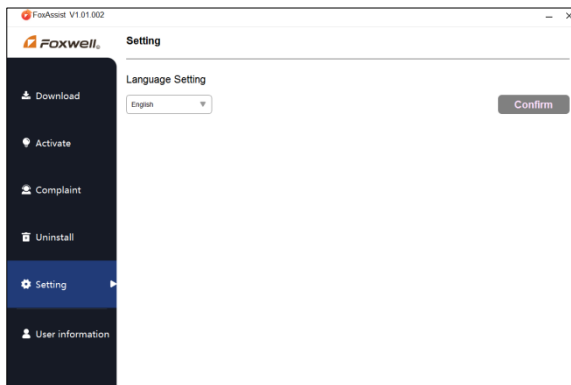 FoxAssist V1.01.002
Foxwell®
Setting
Language Setting
English
Confirm
Download
Activate
Complaint
Uninstall
Setting
User information